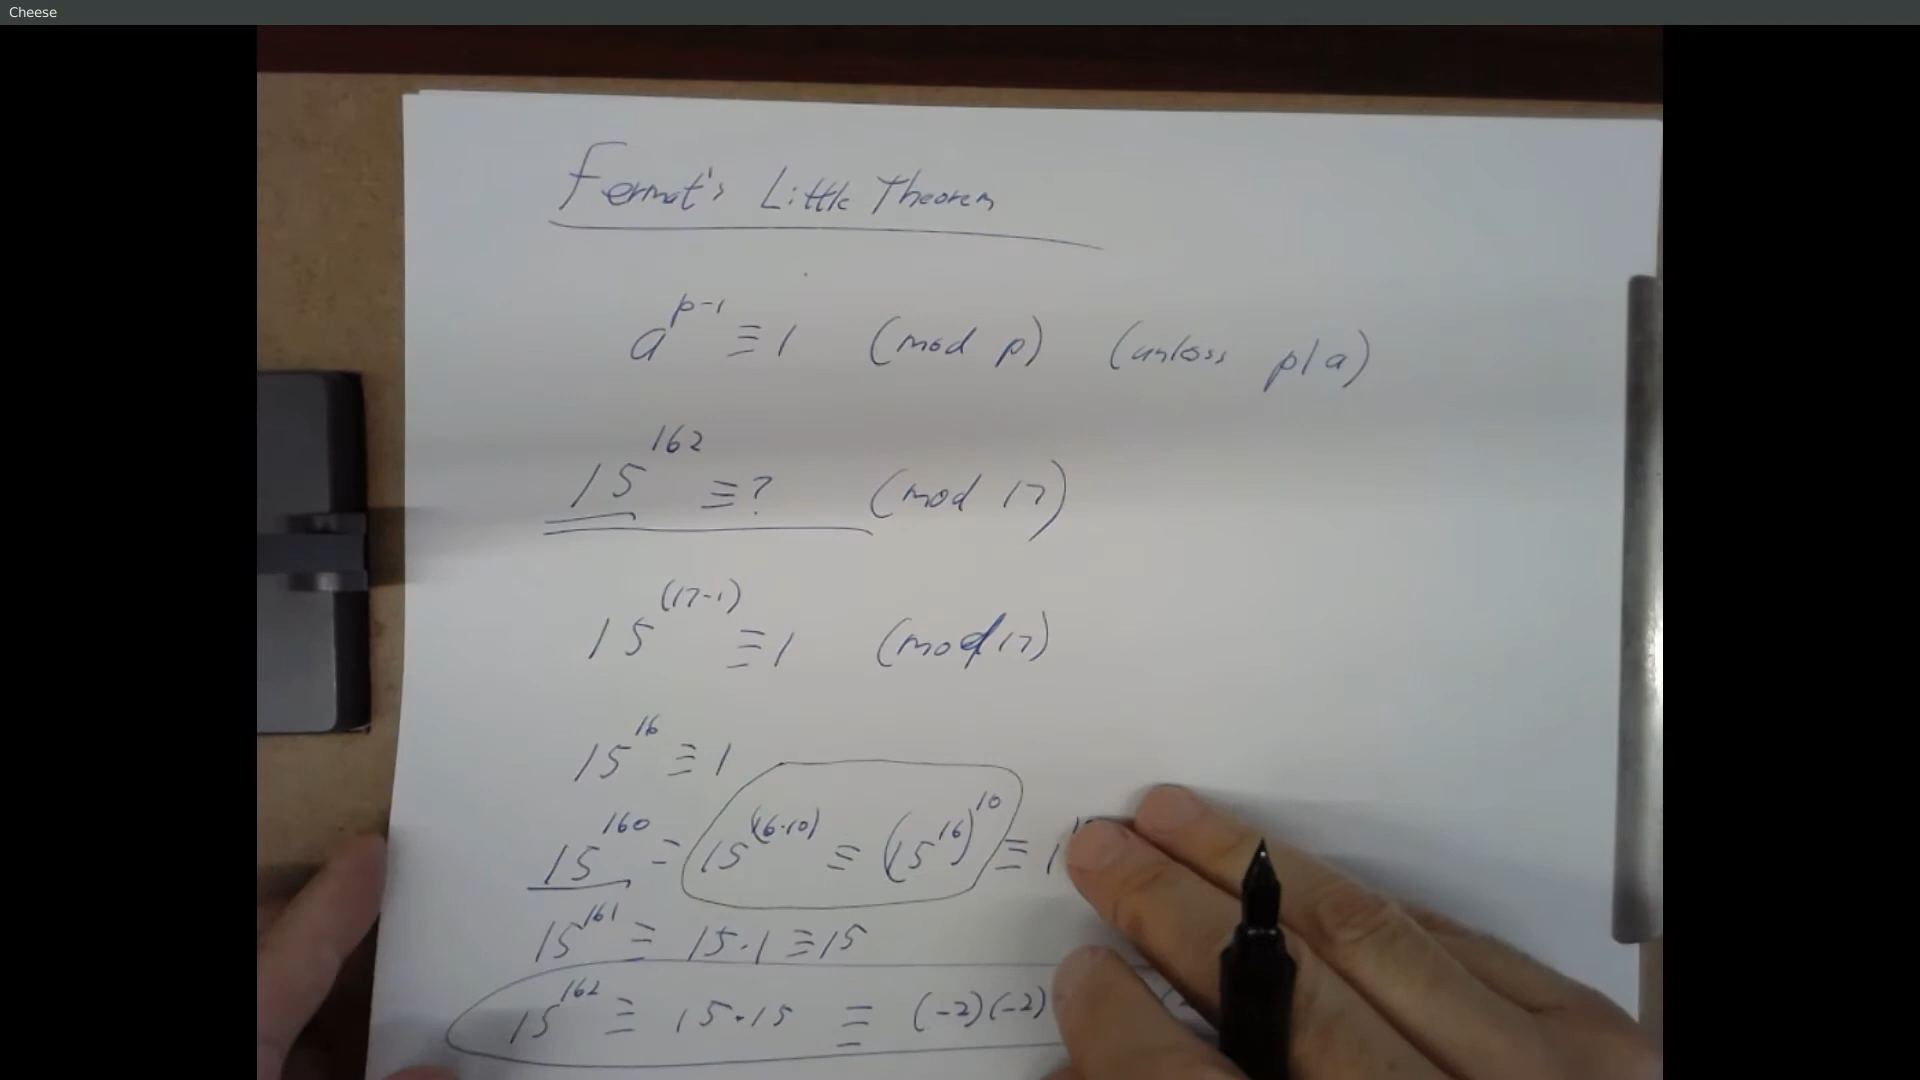 Cheese
Fermat's Little Theorem
a^(p-1) ≡ 1 (mod p) (unless p|a)
15^162 ≡ ? (mod 17)
15^(17-1) ≡ 1 (mod 17)
15^16 ≡ 1
15^160 ≡ 15^(16·10) ≡ (15^16)^10 ≡ 1
15^161 ≡ 15·1 ≡ 15
15^162 ≡ 15·15 ≡ (-2)(-2)